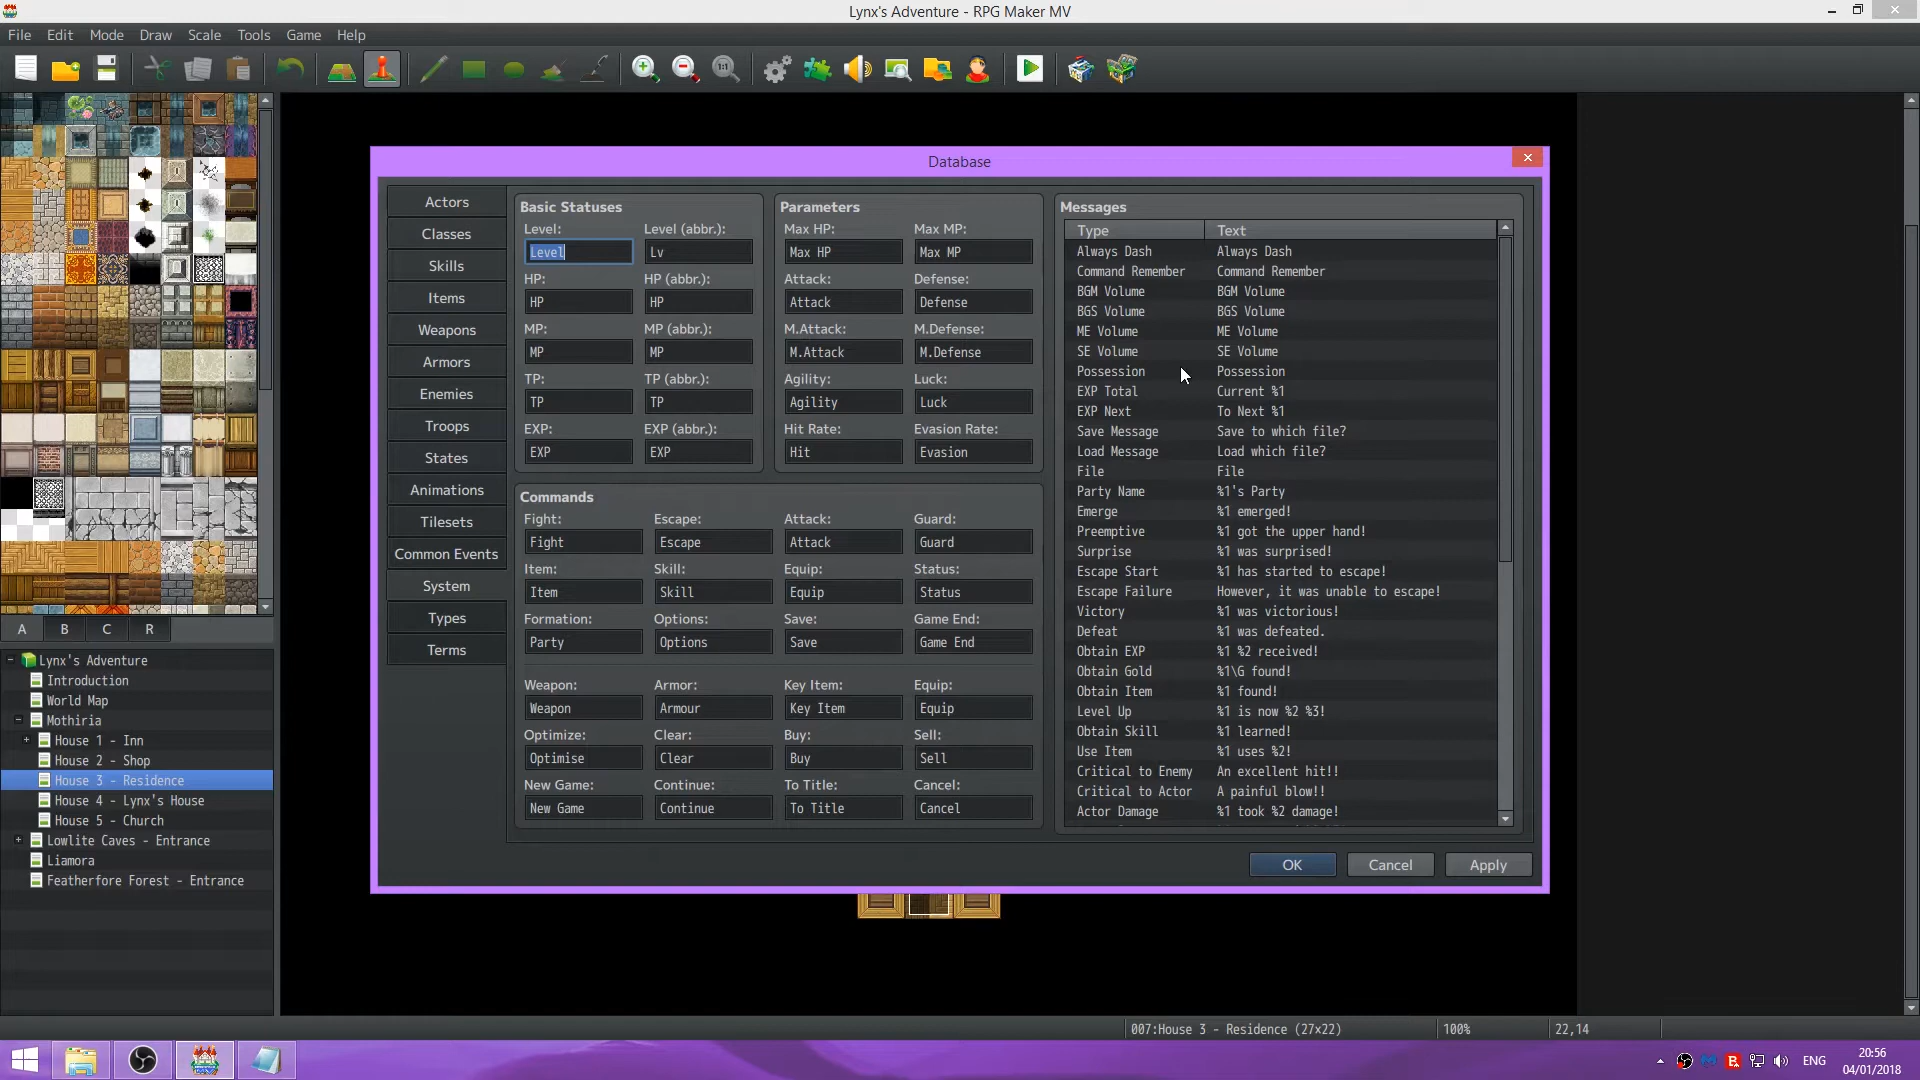 Lynx's Adventure - RPG Maker MV
File Edit Mode Draw Scale Tools Game Help
1:1
Database
Actors
Classes
Skills
Items
Weapons
Armors
Enemies
Troops
States
Animations
Tilesets
Common Events
System
Types
Terms
Basic Statuses
Level: Level (abbr.):
Level Lv
HP: HP (abbr.):
HP HP
MP: MP (abbr.):
MP MP
TP: TP (abbr.):
TP TP
EXP: EXP (abbr.):
EXP EXP
Parameters
Max HP: Max MP:
Max HP Max MP
Attack: Defense:
Attack Defense
M.Attack: M.Defense:
M.Attack M.Defense
Agility: Luck:
Agility Luck
Hit Rate: Evasion Rate:
Hit Evasion
Commands
Fight: Escape: Attack: Guard:
Fight Escape Attack Guard
Item: Skill: Equip: Status:
Item Skill Equip Status
Formation: Options: Save: Game End:
Party Options Save Game End
Weapon: Armor: Key Item: Equip:
Weapon Armour Key Item Equip
Optimize: Clear: Buy: Sell:
Optimise Clear Buy Sell
New Game: Continue: To Title: Cancel:
New Game Continue To Title Cancel
Messages
Type Text
Always Dash Always Dash
Command Remember Command Remember
BGM Volume BGM Volume
BGS Volume BGS Volume
ME Volume ME Volume
SE Volume SE Volume
Possession Possession
EXP Total Current %1
EXP Next To Next %1
Save Message Save to which file?
Load Message Load which file?
File File
Party Name %1's Party
Emerge %1 emerged!
Preemptive %1 got the upper hand!
Surprise %1 was surprised!
Escape Start %1 has started to escape!
Escape Failure However, it was unable to escape!
Victory %1 was victorious!
Defeat %1 was defeated.
Obtain EXP %1 %2 received!
Obtain Gold %1\G found!
Obtain Item %1 found!
Level Up %1 is now %2 %3!
Obtain Skill %1 learned!
Use Item %1 uses %2!
Critical to Enemy An excellent hit!!
Critical to Actor A painful blow!!
Actor Damage %1 took %2 damage!
OK Cancel Apply
A B C R
Lynx's Adventure
Introduction
World Map
Mothiria
House 1 - Inn
House 2 - Shop
House 3 - Residence
House 4 - Lynx's House
House 5 - Church
Lowlite Caves - Entrance
Liamora
Featherfore Forest - Entrance
007:House 3 - Residence (27x22) 100% 22,14
ENG
20:56
04/01/2018